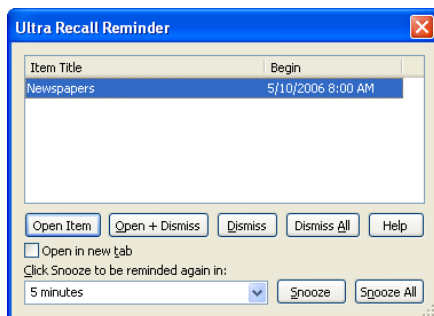 Ultra Recall Reminder
Item Title Begin
Newspapers 5/10/2006 8:00 AM
Open Item Open + Dismiss Dismiss Dismiss All Help
Open in new tab
Click Snooze to be reminded again in:
5 minutes Snooze Snooze All